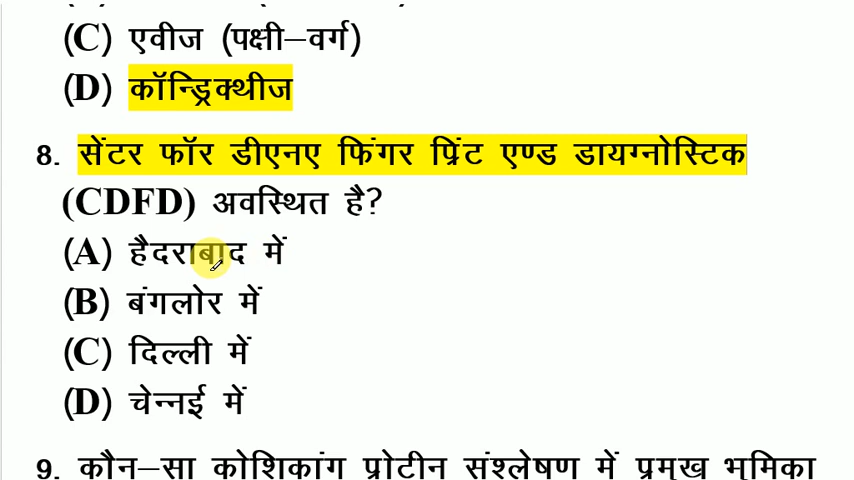 (C) एवीज (पक्षी–वर्ग)
(D) कॉन्ड्रिक्थीज
8. सेंटर फॉर डीएनए फिंगर प्रिंट एण्ड डायग्नोस्टिक
(CDFD) अवस्थित है?
(A) हैदराबाद में
(B) बंगलोर में
(C) दिल्ली में
(D) चेन्नई में
9. कौन–सा कोशिकांग प्रोटीन संश्लेषण में प्रमुख भूमिका